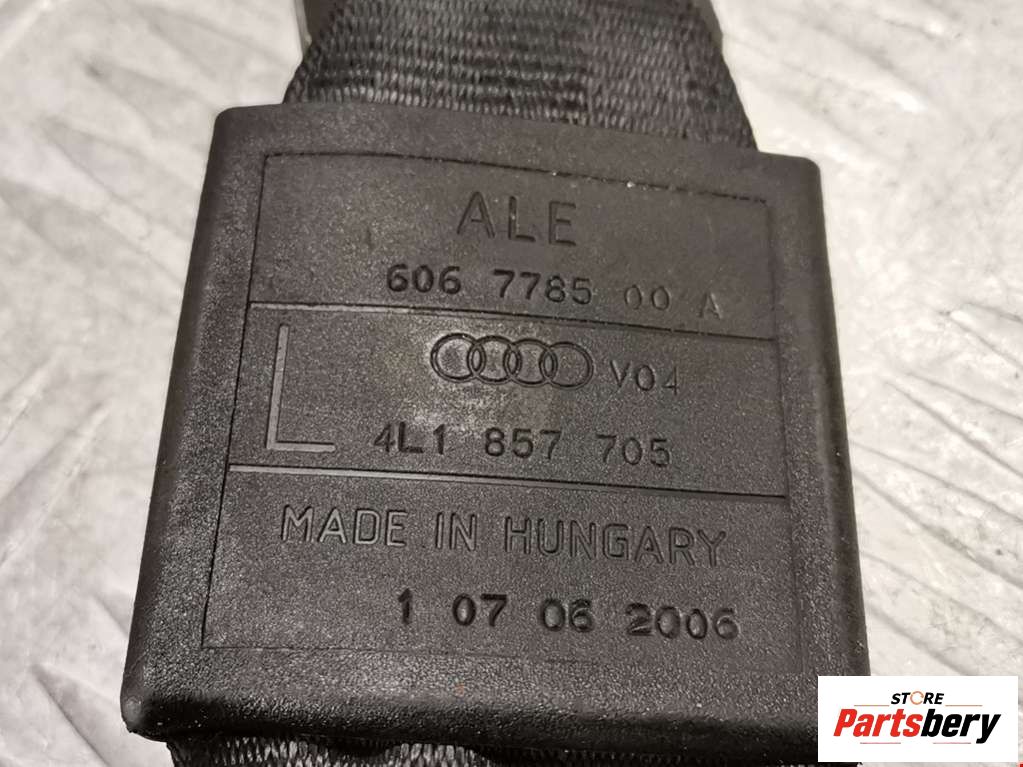 ALE
606 7785 00 A
V04
L
4L1 857 705
MADE IN HUNGARY
1 07 06 2006
STORE
Partsbery